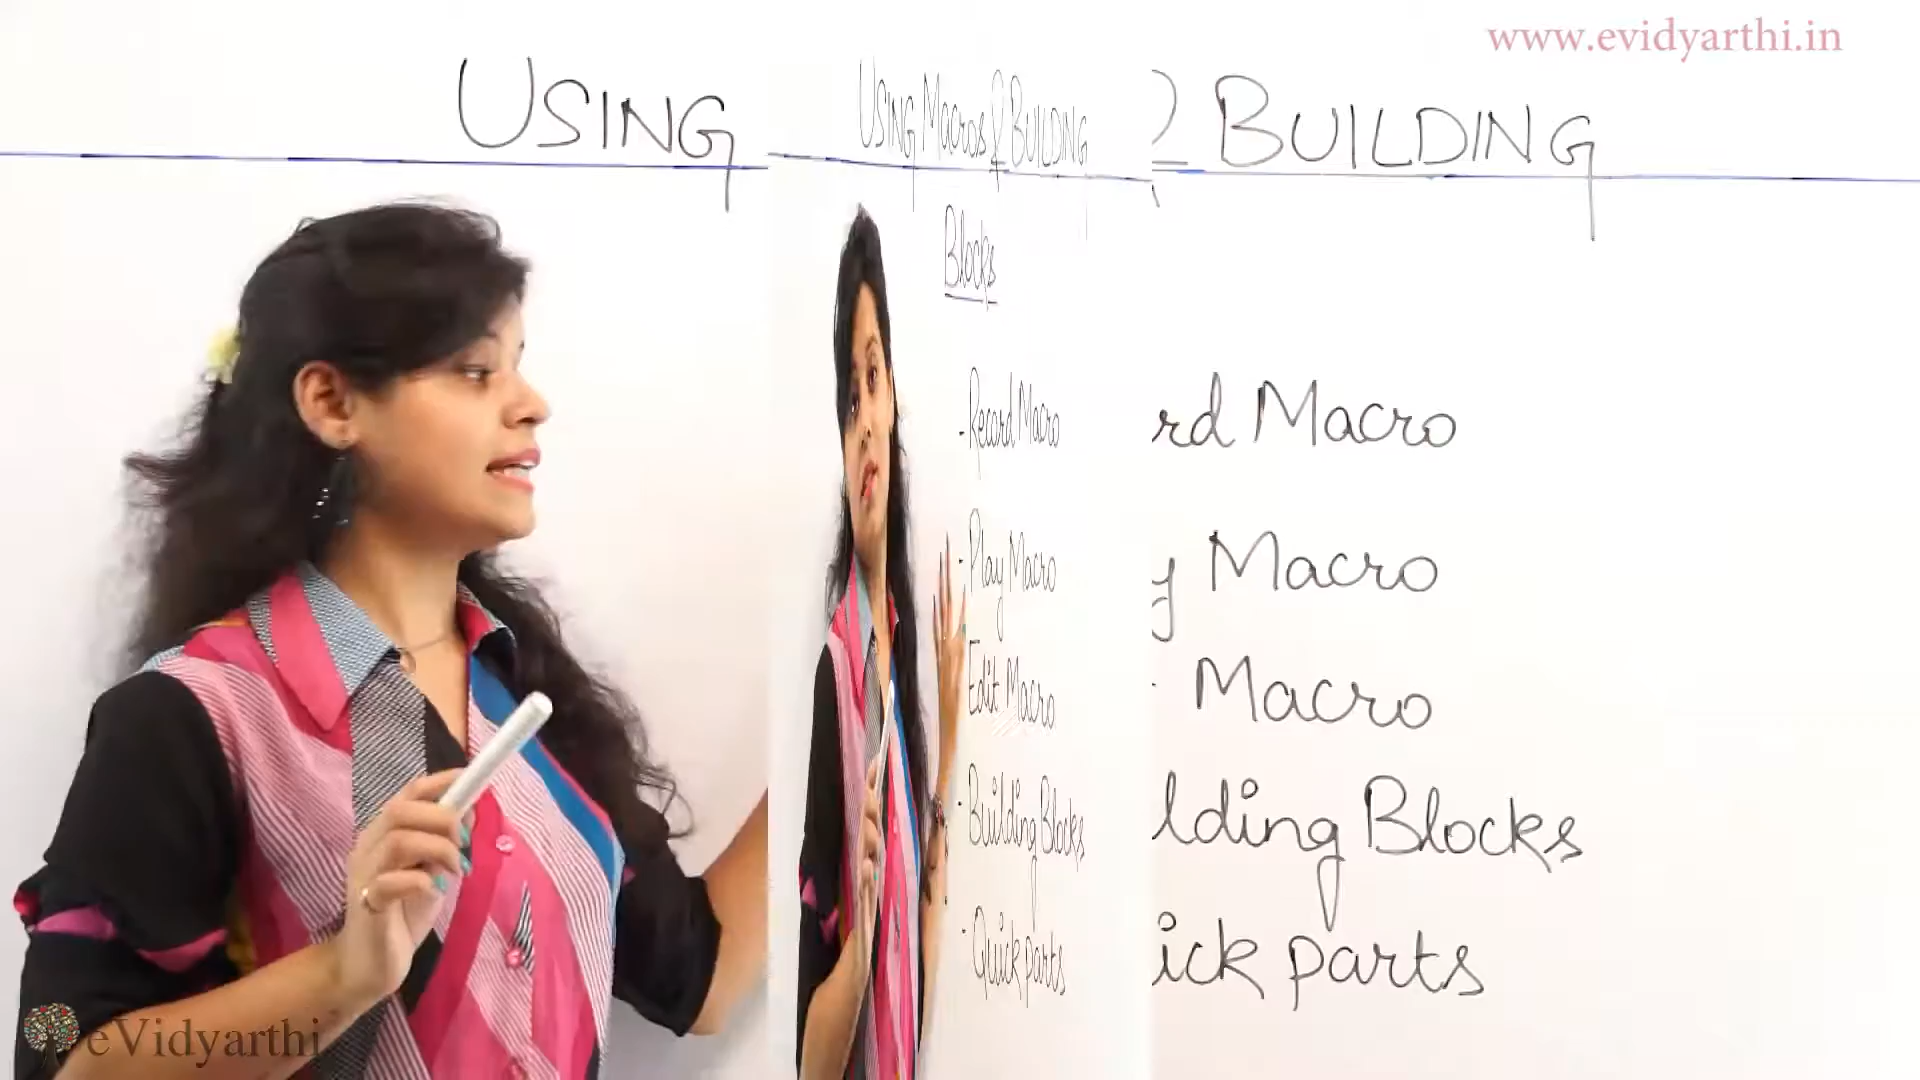 www.evidyarthi.in
USING
USING Macros & BUILDING
BUILDING
Blocks
- Record Macro
rd Macro
- Play Macro
y Macro
Edit Macro
Macro
- Building Blocks
lding Blocks
- Quick parts
ick parts
eVidyarthi